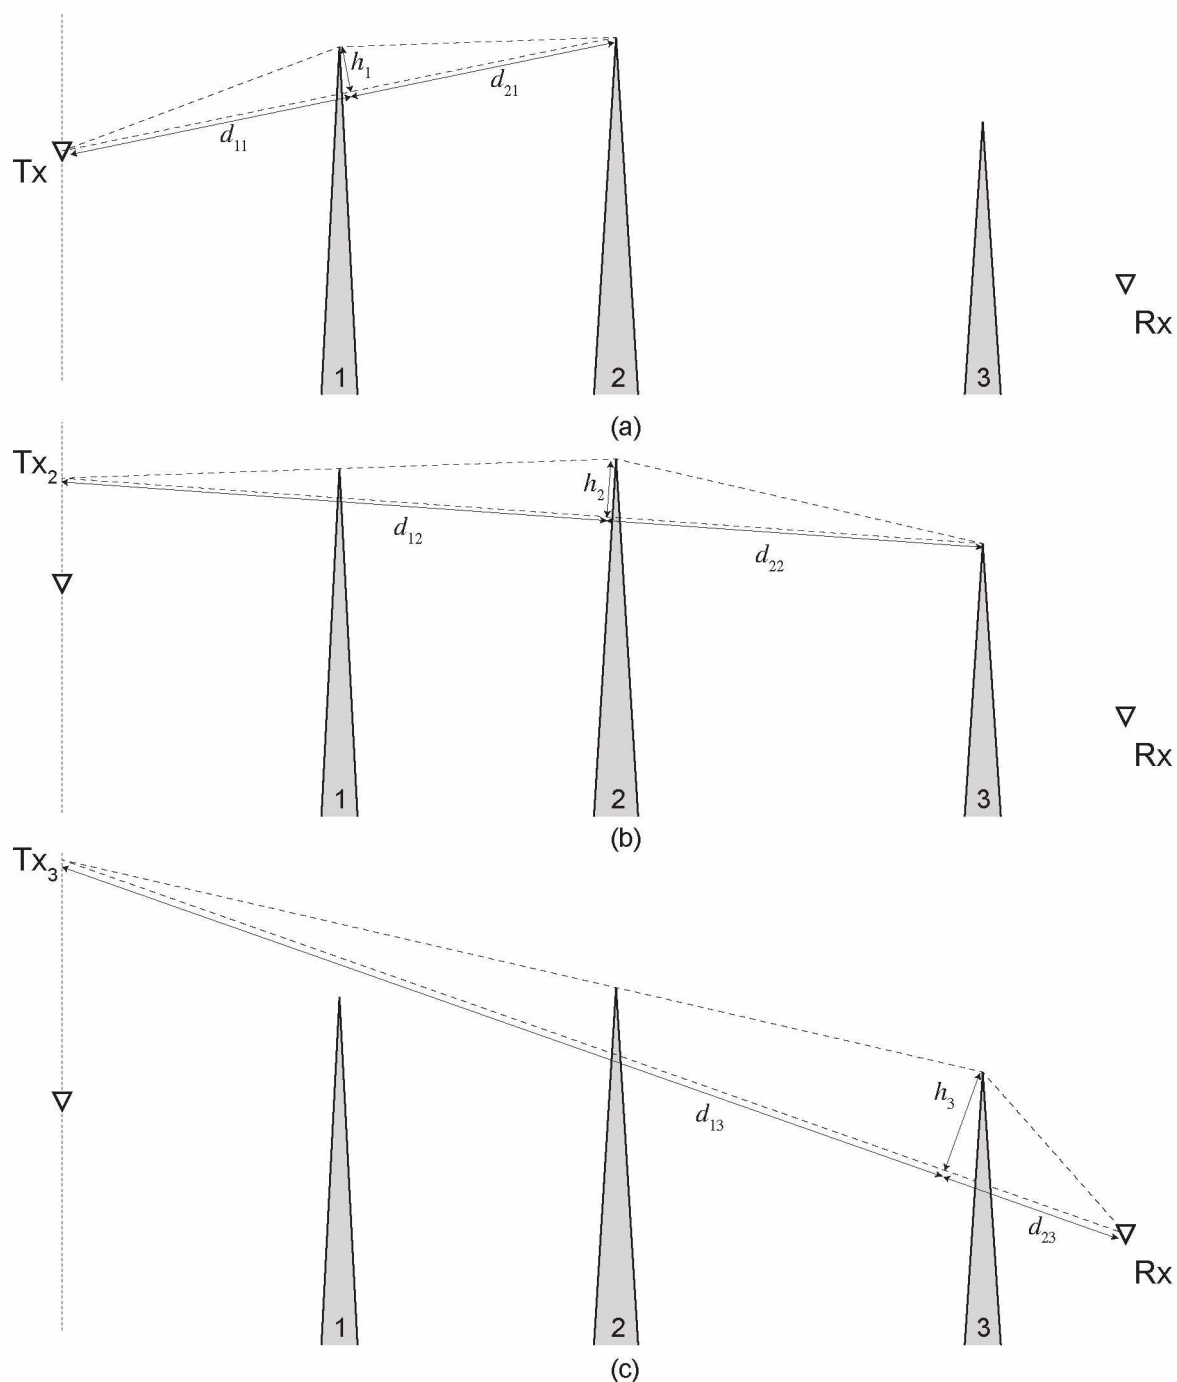 h₁
d₂₁
d₁₁
Tx
Rx
1 2 3
(a)
Tx₂
h₂
d₁₂
d₂₂
Rx
1 2 3
(b)
Tx₃
h₃
d₁₃
d₂₃
Rx
1 2 3
(c)